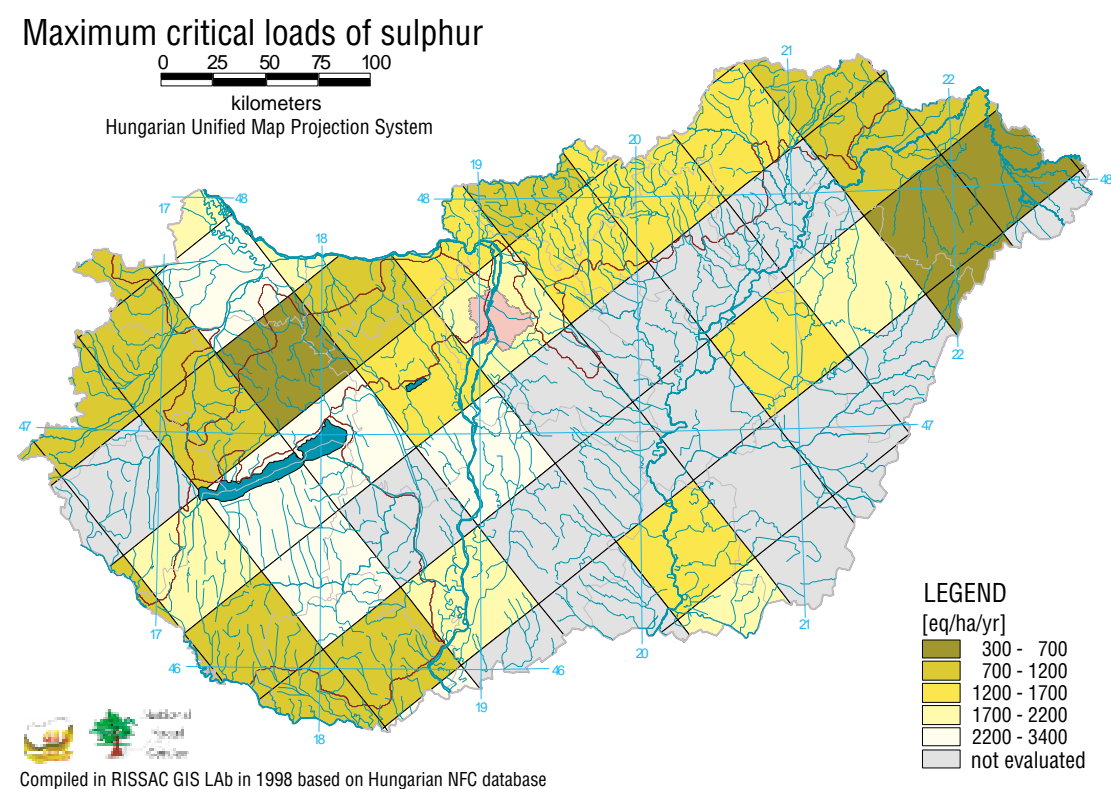 Maximum critical loads of sulphur
0 25 50 75 100
kilometers
Hungarian Unified Map Projection System
21
22
20
19
48
48
17
48
18
22
47
47
17
46
46
18
19
20
21
LEGEND
[eq/ha/yr]
300 - 700
700 - 1200
1200 - 1700
1700 - 2200
2200 - 3400
not evaluated
National
Compiled in RISSAC GIS LAb in 1998 based on Hungarian NFC database